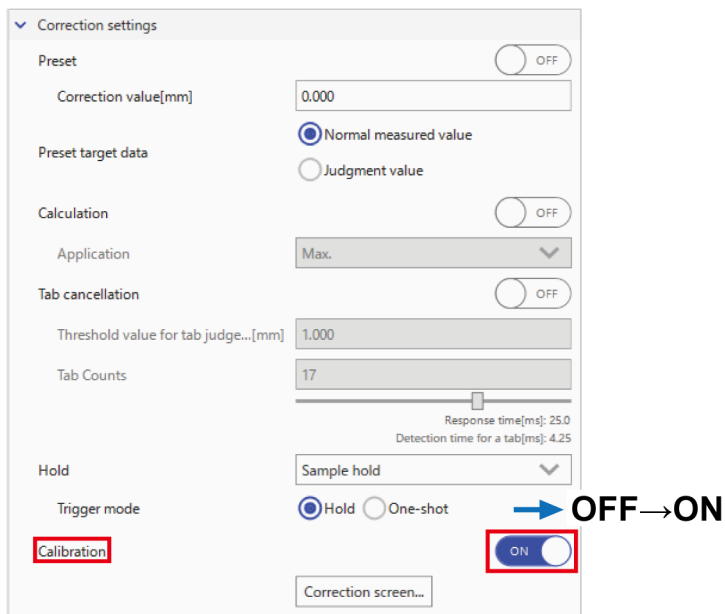 Correction settings
Preset OFF
Correction value[mm] 0.000
Preset target data
Normal measured value
Judgment value
Calculation OFF
Application Max.
Tab cancellation OFF
Threshold value for tab judge...[mm] 1.000
Tab Counts 17
Response time[ms]: 25.0
Detection time for a tab[ms]: 4.25
Hold Sample hold
Trigger mode Hold One-shot
OFF→ON
Calibration ON
Correction screen...